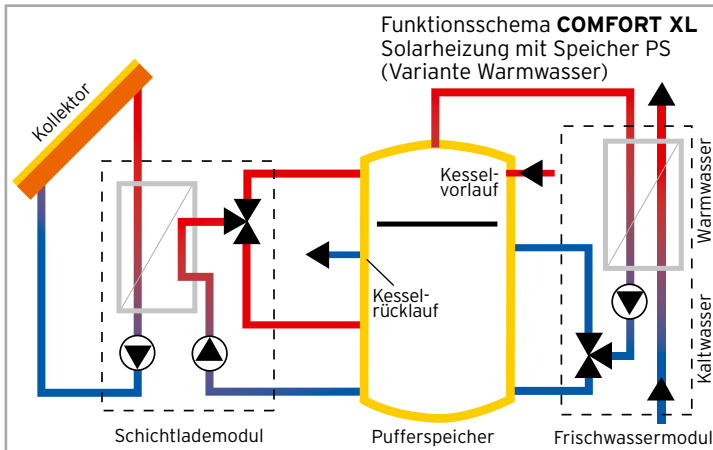 Funktionsschema COMFORT XL
Solarheizung mit Speicher PS
(Variante Warmwasser)
Kollektor
Kessel-
vorlauf
Warmwasser
Kessel-
rücklauf
Kaltwasser
Schichtlademodul
Pufferspeicher
Frischwassermodul